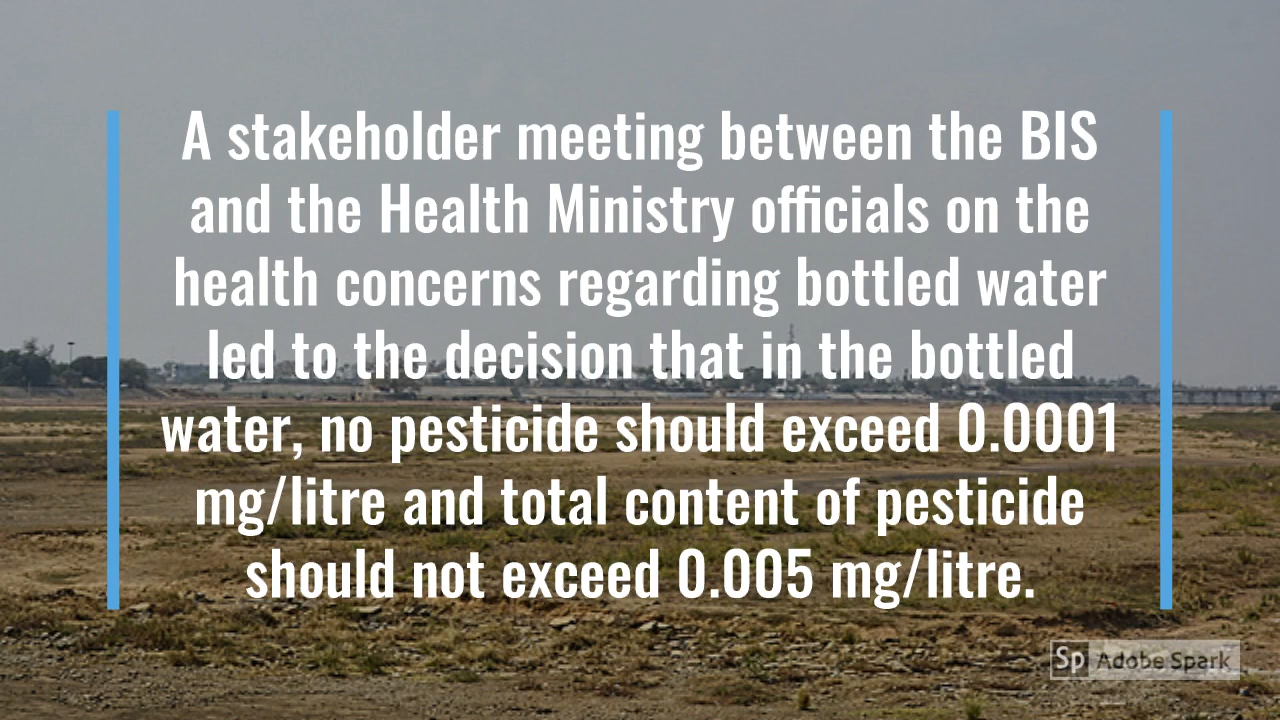 A stakeholder meeting between the BIS
and the Health Ministry officials on the
health concerns regarding bottled water
led to the decision that in the bottled
water, no pesticide should exceed 0.0001
mg/litre and total content of pesticide
should not exceed 0.005 mg/litre.
Sp Adobe Spark